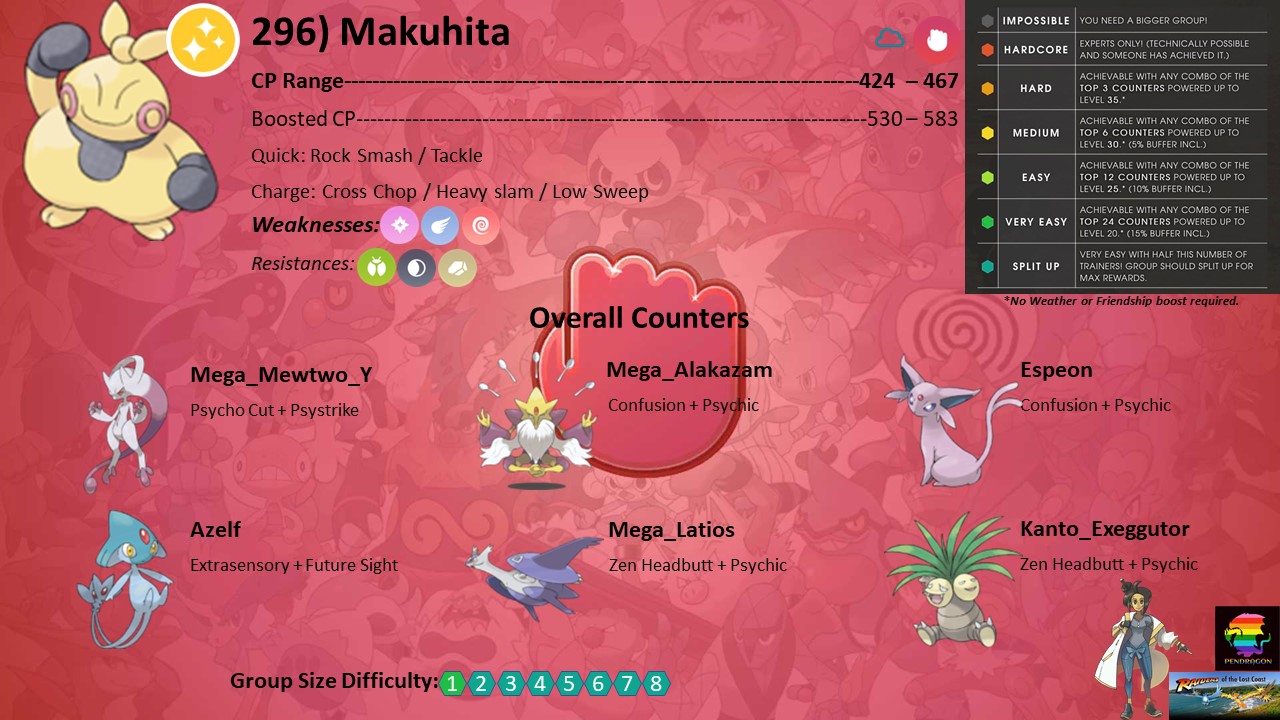 296) Makuhita
CP Range---424 – 467
Boosted CP---530 – 583
Quick: Rock Smash / Tackle
Charge: Cross Chop / Heavy slam / Low Sweep
Weaknesses:
Resistances:
IMPOSSIBLE YOU NEED A BIGGER GROUP!
HARDCORE EXPERTS ONLY! (TECHNICALLY POSSIBLE
AND SOMEONE HAS ACHIEVED IT.)
HARD ACHIEVABLE WITH ANY COMBO OF THE
TOP 3 COUNTERS POWERED UP TO
LEVEL 35.*
MEDIUM ACHIEVABLE WITH ANY COMBO OF THE
TOP 6 COUNTERS POWERED UP TO
LEVEL 30.* (5% BUFFER INCL.)
EASY ACHIEVABLE WITH ANY COMBO OF THE
TOP 12 COUNTERS POWERED UP TO
LEVEL 25.* (10% BUFFER INCL.)
VERY EASY ACHIEVABLE WITH ANY COMBO OF THE
TOP 24 COUNTERS POWERED UP TO
LEVEL 20.* (15% BUFFER INCL.)
SPLIT UP VERY EASY WITH HALF THIS NUMBER OF
TRAINERS! GROUP SHOULD SPLIT UP FOR
MAX REWARDS.
*No Weather or Friendship boost required.
Overall Counters
Mega_Mewtwo_Y
Psycho Cut + Psystrike
Mega_Alakazam
Confusion + Psychic
Espeon
Confusion + Psychic
Azelf
Extrasensory + Future Sight
Mega_Latios
Zen Headbutt + Psychic
Kanto_Exeggutor
Zen Headbutt + Psychic
Group Size Difficulty: 1 2 3 4 5 6 7 8
PENDRAGON
RAIDERS of the Lost Coast